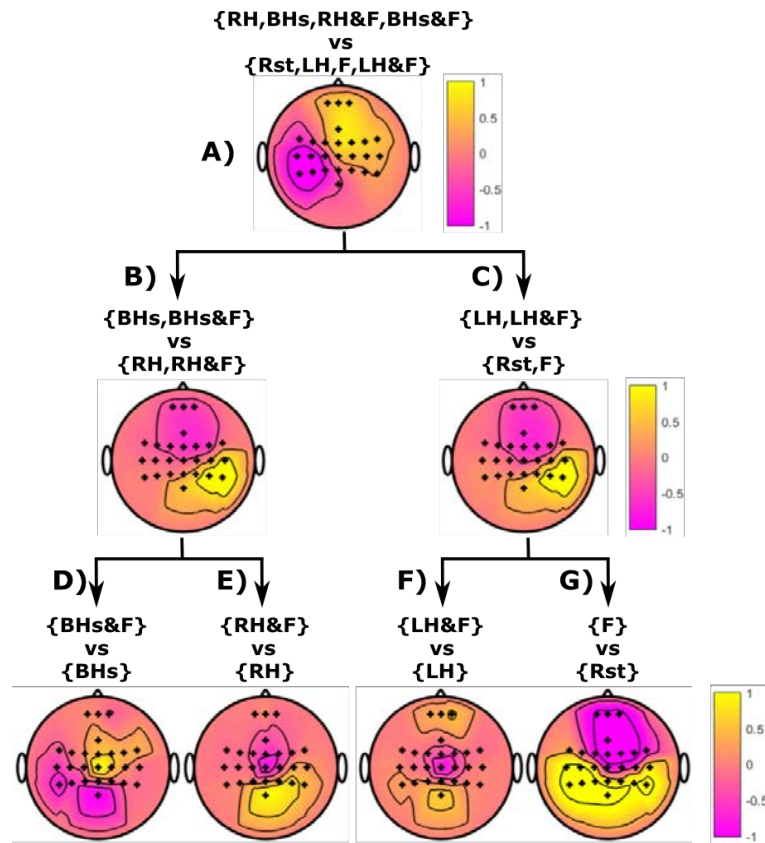 {RH,BHs,RH&F,BHs&F}
vs
{Rst,LH,F,LH&F}
A)
1
0.5
0
-0.5
-1
B)
C)
{BHs,BHs&F}
vs
{RH,RH&F}
{LH,LH&F}
vs
{Rst,F}
1
0.5
0
-0.5
-1
D)
E)
F)
G)
{BHs&F}
vs
{BHs}
{RH&F}
vs
{RH}
{LH&F}
vs
{LH}
{F}
vs
{Rst}
1
0.5
0
-0.5
-1